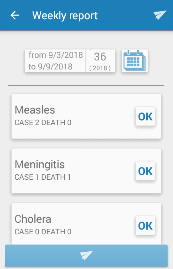 Weekly report
from 9/3/2018 36
to 9/9/2018 (2018)
Measles
CASE 2 DEATH 0 OK
Meningitis
CASE 1 DEATH 1 OK
Cholera
CASE 0 DEATH 0 OK